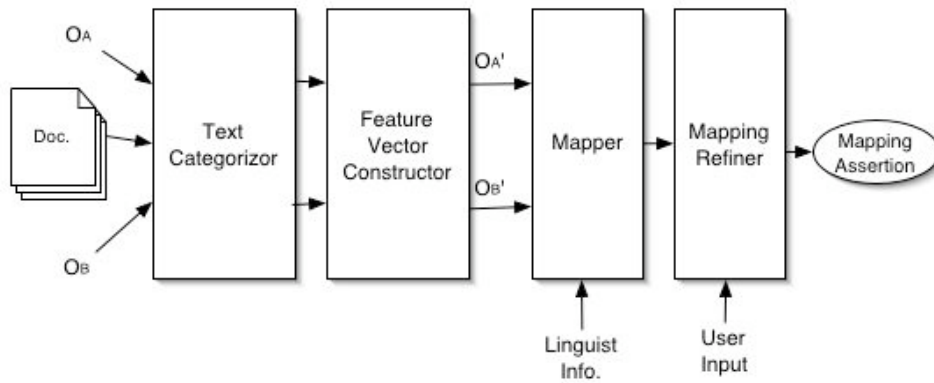 OA
Doc.
OB
Text
Categorizor
Feature
Vector
Constructor
OA'
OB'
Mapper
Linguist
Info.
Mapping
Refiner
User
Input
Mapping
Assertion